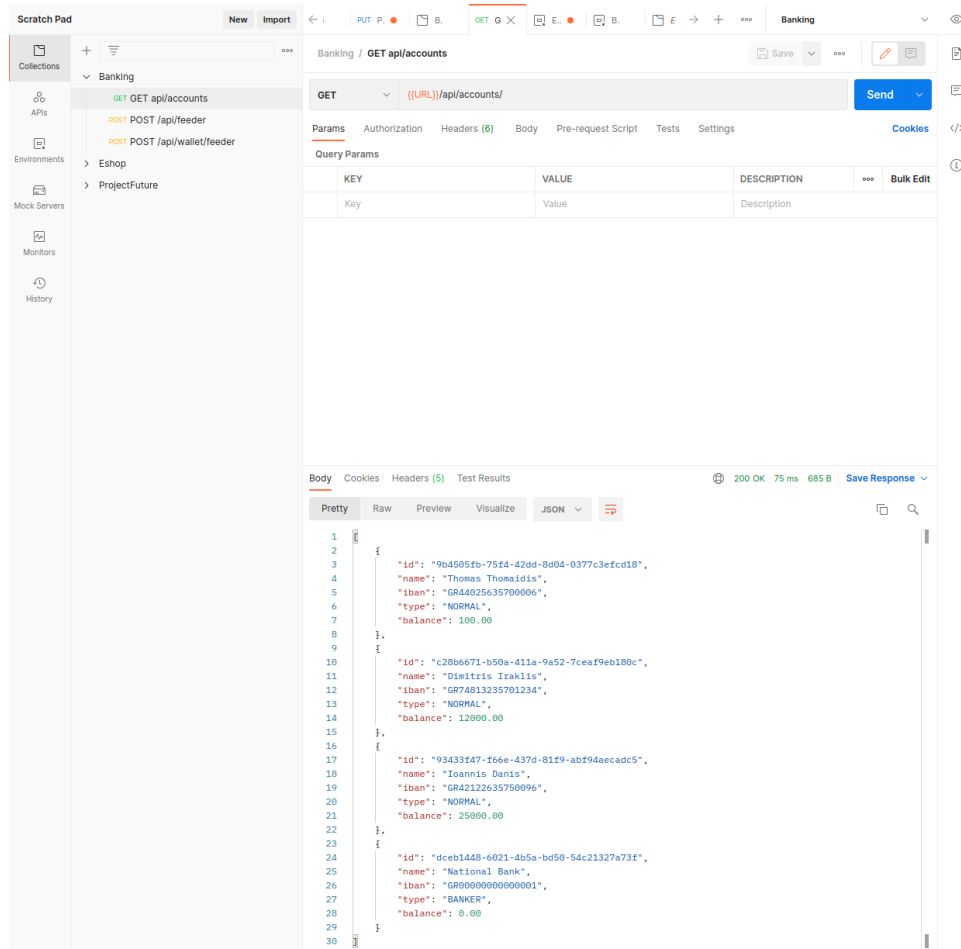 Scratch Pad
New
Import
PUT P.
B.
GET G
E..
B.
E
Banking
Collections
APIs
Environments
Mock Servers
Monitors
History
Banking
GET GET api/accounts
POST POST /api/feeder
POST POST /api/wallet/feeder
Eshop
ProjectFuture
Banking / GET api/accounts
Save
GET
{{URL}}/api/accounts/
Send
Params Authorization Headers (6) Body Pre-request Script Tests Settings Cookies
Query Params
KEY VALUE DESCRIPTION Bulk Edit
Key Value Description
Body Cookies Headers (5) Test Results
200 OK 75 ms 685 B Save Response
Pretty Raw Preview Visualize JSON
1 [
2 {
3 "id": "9b4505fb-75f4-42dd-8d04-0377c3efcd18",
4 "name": "Thomas Thomaidis",
5 "iban": "GR44025635700006",
6 "type": "NORMAL",
7 "balance": 100.00
8 },
9 {
10 "id": "c28b6671-b50a-411a-9a52-7ceaf9eb180c",
11 "name": "Dimitris Iraklis",
12 "iban": "GR74813235701234",
13 "type": "NORMAL",
14 "balance": 12000.00
15 },
16 {
17 "id": "93433f47-f66e-437d-81f9-abf94aecadc5",
18 "name": "Ioannis Danis",
19 "iban": "GR42122635750096",
20 "type": "NORMAL",
21 "balance": 25000.00
22 },
23 {
24 "id": "dceb1448-6021-4b5a-bd50-54c21327a73f",
25 "name": "National Bank",
26 "iban": "GR00000000000001",
27 "type": "BANKER",
28 "balance": 0.00
29 }
30 ]